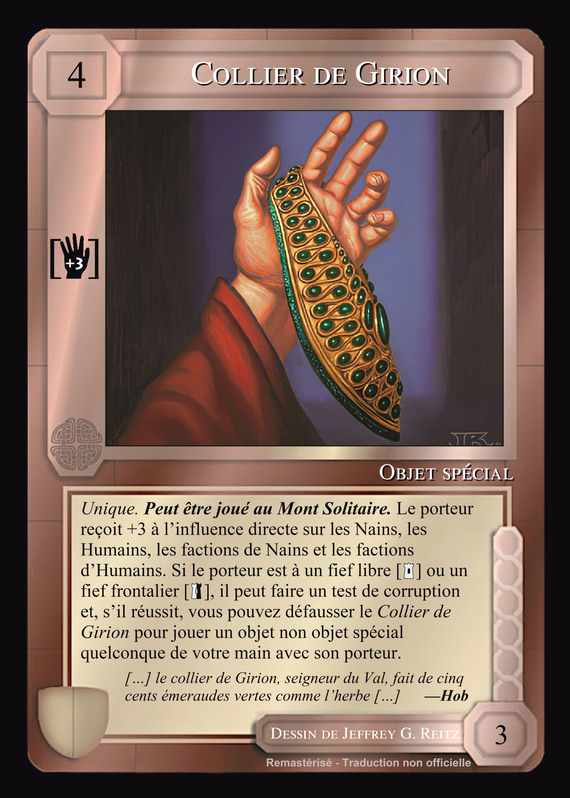 4
COLLIER DE GIRION
[+3]
JR
OBJET SPÉCIAL
Unique. Peut être joué au Mont Solitaire. Le porteur
reçoit +3 à l'influence directe sur les Nains, les
Humains, les factions de Nains et les factions
d'Humains. Si le porteur est à un fief libre [ ] ou un
fief frontalier [ ], il peut faire un test de corruption
et, s'il réussit, vous pouvez défausser le Collier de
Girion pour jouer un objet non objet spécial
quelconque de votre main avec son porteur.
[...] le collier de Girion, seigneur du Val, fait de cinq
cents émeraudes vertes comme l'herbe [...] —Hob
DESSIN DE JEFFREY G. REITZ
3
Remastérisé - Traduction non officielle